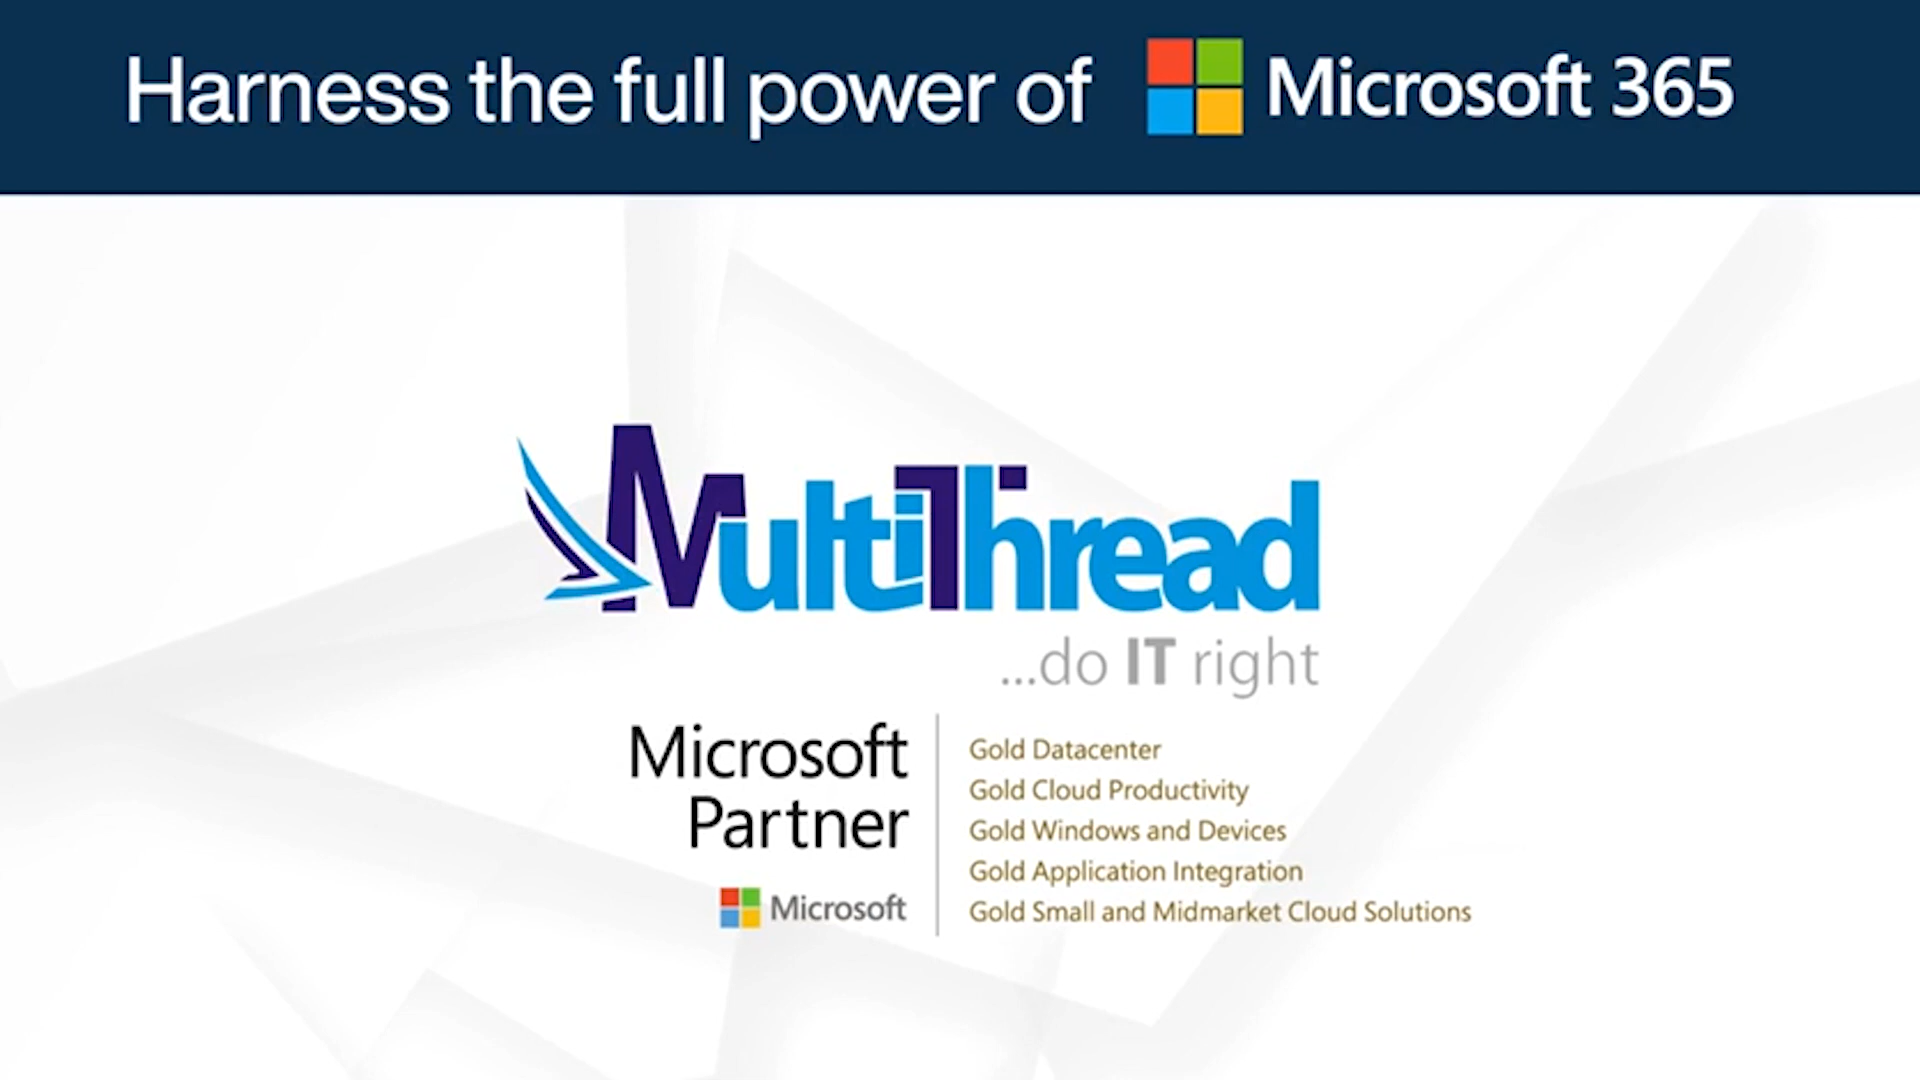 Harness the full power of Microsoft 365
MultiThread
...do IT right
Microsoft
Partner
Microsoft
Gold Datacenter
Gold Cloud Productivity
Gold Windows and Devices
Gold Application Integration
Gold Small and Midmarket Cloud Solutions